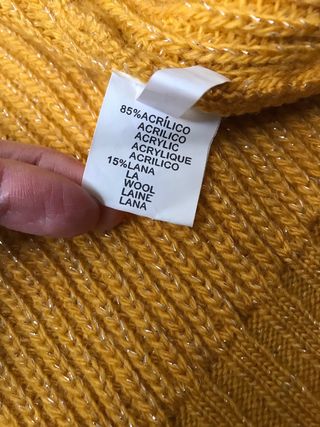 85%ACRÍLICO
ACRILICO
ACRYLIC
ACRYLIQUE
ACRILICO
15%LANA
LA
WOOL
LAINE
LANA